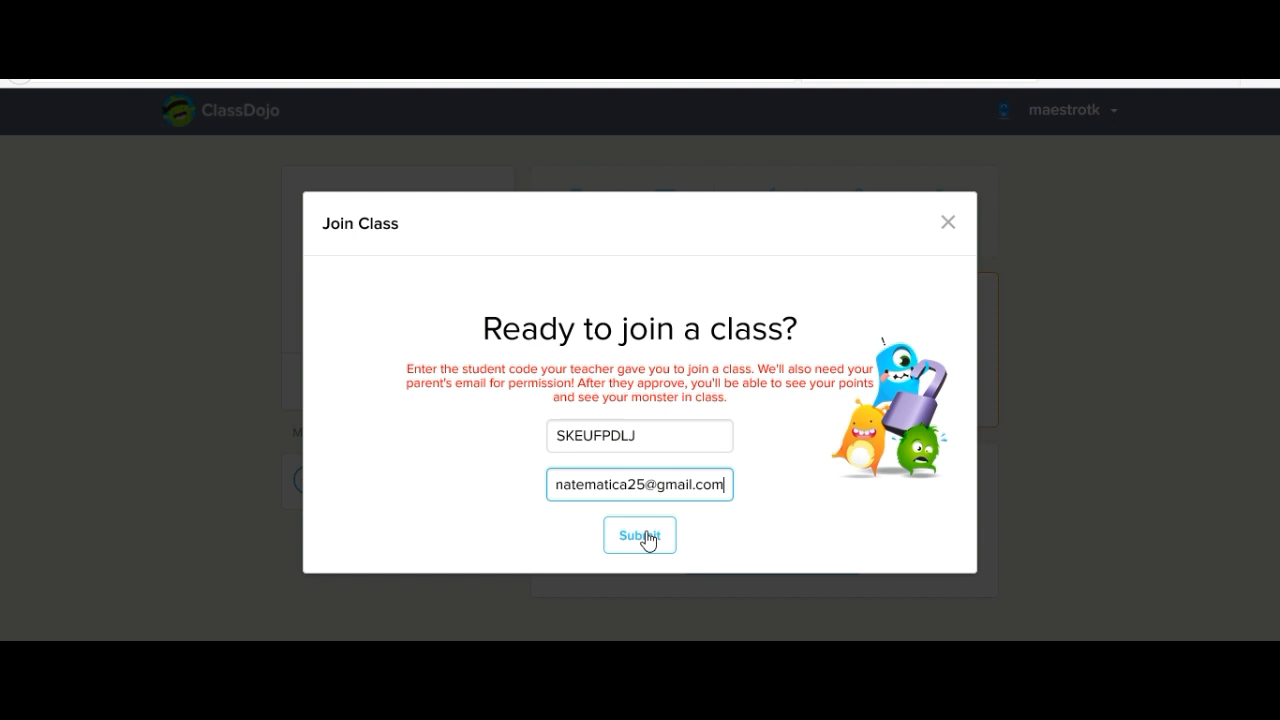 ClassDojo
maestrotk
Join Class
Ready to join a class?
Enter the student code your teacher gave you to join a class. We'll also need your
parent's email for permission! After they approve, you'll be able to see your points
and see your monster in class.
SKEUFPDLJ
natematica25@gmail.com
Submit